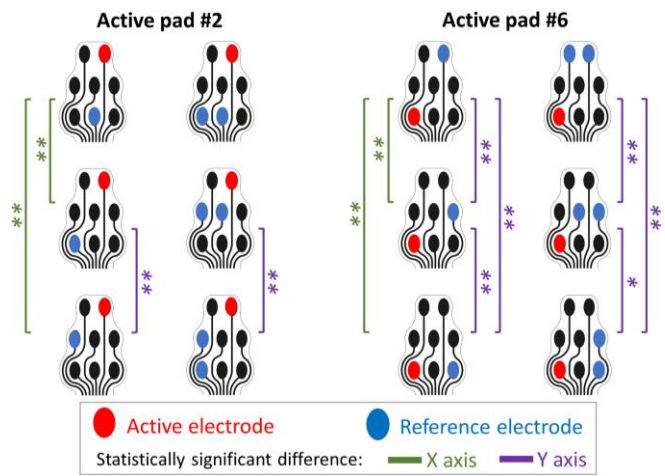 Active pad #2
Active pad #6
**
**
**
**
**
**
**
**
**
**
**
*
**
Active electrode
Reference electrode
Statistically significant difference:
X axis
Y axis